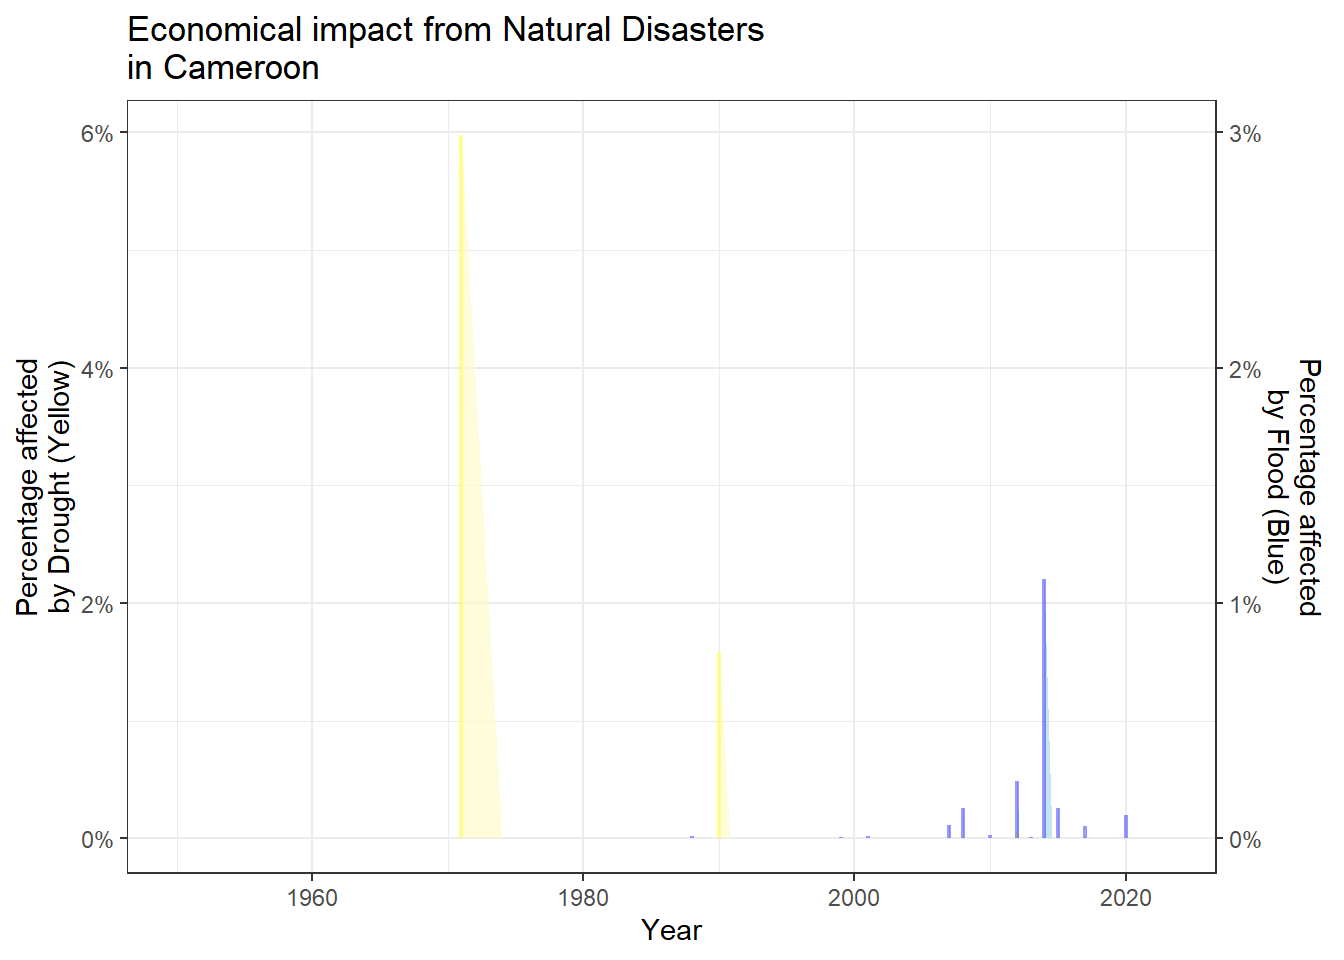 Economical impact from Natural Disasters
in Cameroon
Percentage affected
by Drought (Yellow)
6%
4%
2%
0%
3%
2%
1%
0%
Percentage affected
by Flood (Blue)
1960
1980
2000
2020
Year